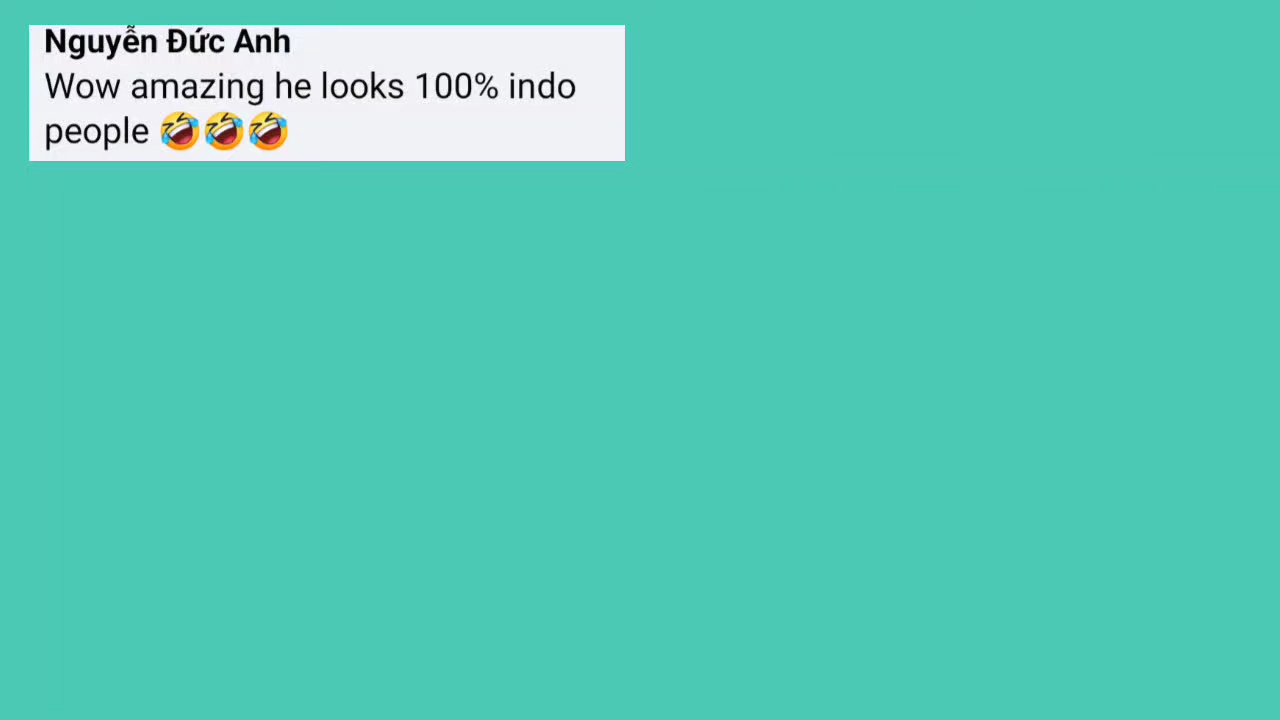 Nguyễn Đức Anh
Wow amazing he looks 100% indo
people 🤣🤣🤣